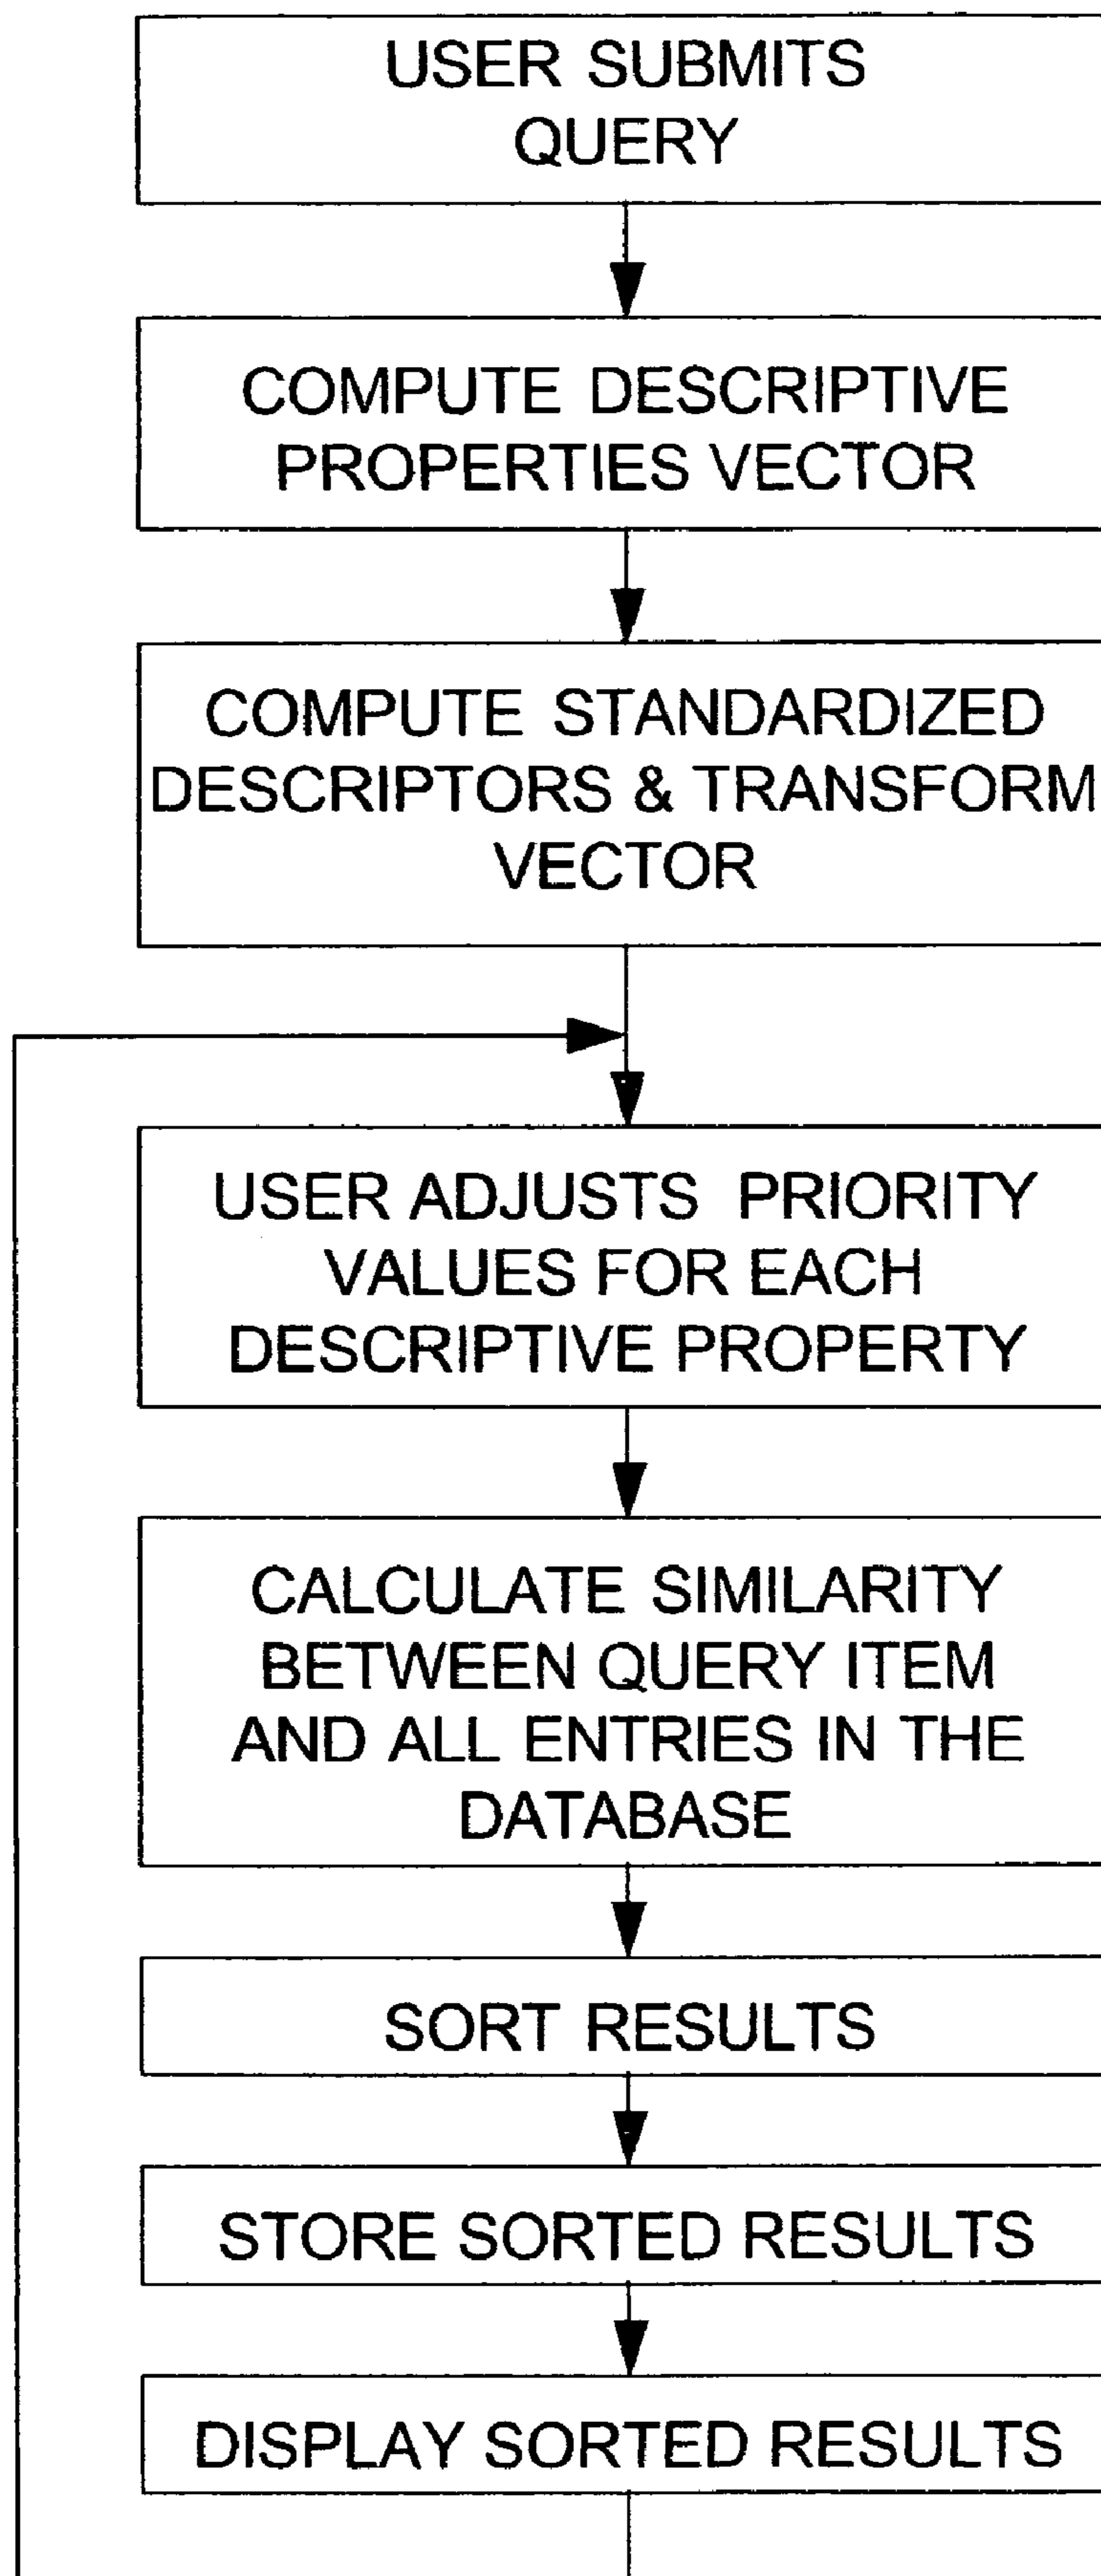 USER SUBMITS
QUERY
COMPUTE DESCRIPTIVE
PROPERTIES VECTOR
COMPUTE STANDARDIZED
DESCRIPTORS & TRANSFORM
VECTOR
USER ADJUSTS PRIORITY
VALUES FOR EACH
DESCRIPTIVE PROPERTY
CALCULATE SIMILARITY
BETWEEN QUERY ITEM
AND ALL ENTRIES IN THE
DATABASE
SORT RESULTS
STORE SORTED RESULTS
DISPLAY SORTED RESULTS